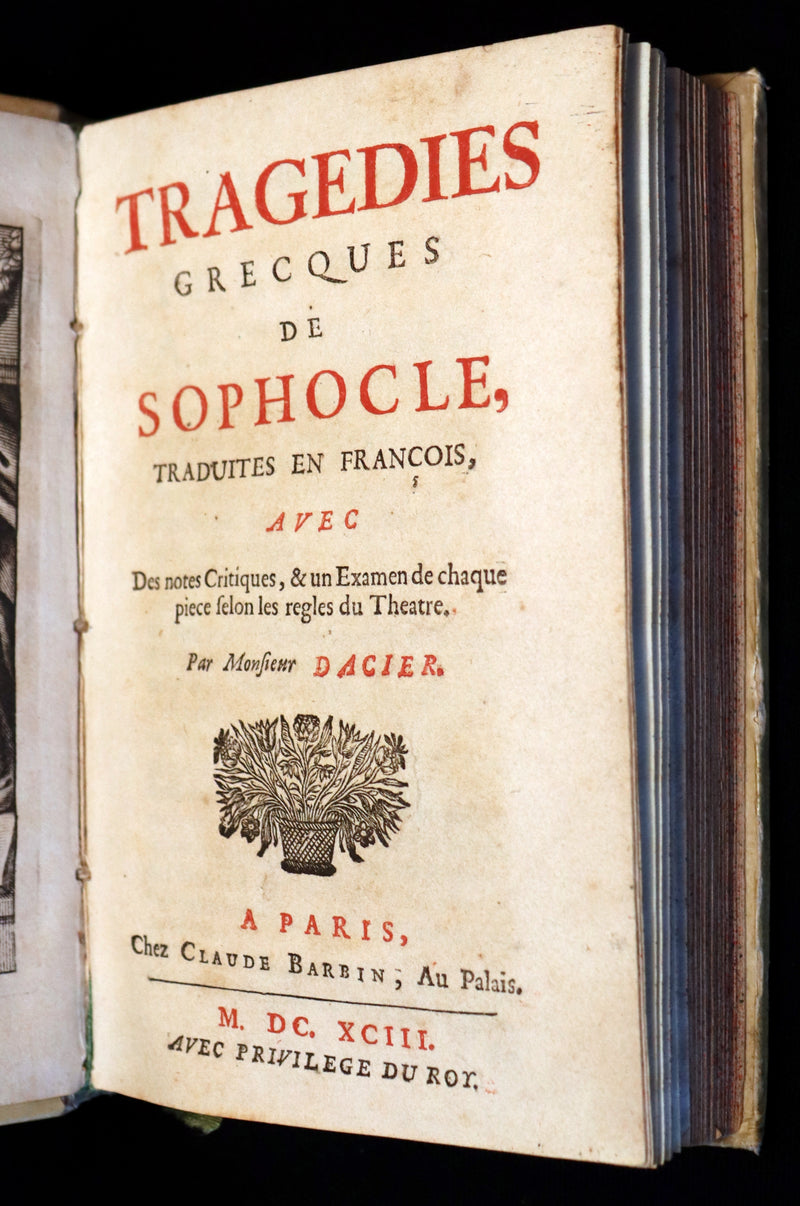 TRAGEDIES
GRECQUES
DE
SOPHOCLE,
TRADUITES EN FRANÇOIS,
AVEC
Des notes Critiques, & un Examen de chaque
piece ſelon les regles du Theatre.
Par Monſieur DACIER.
A PARIS,
Chez CLAUDE BARBIN, Au Palais.
M. DC. XCIII.
AVEC PRIVILEGE DU ROY.